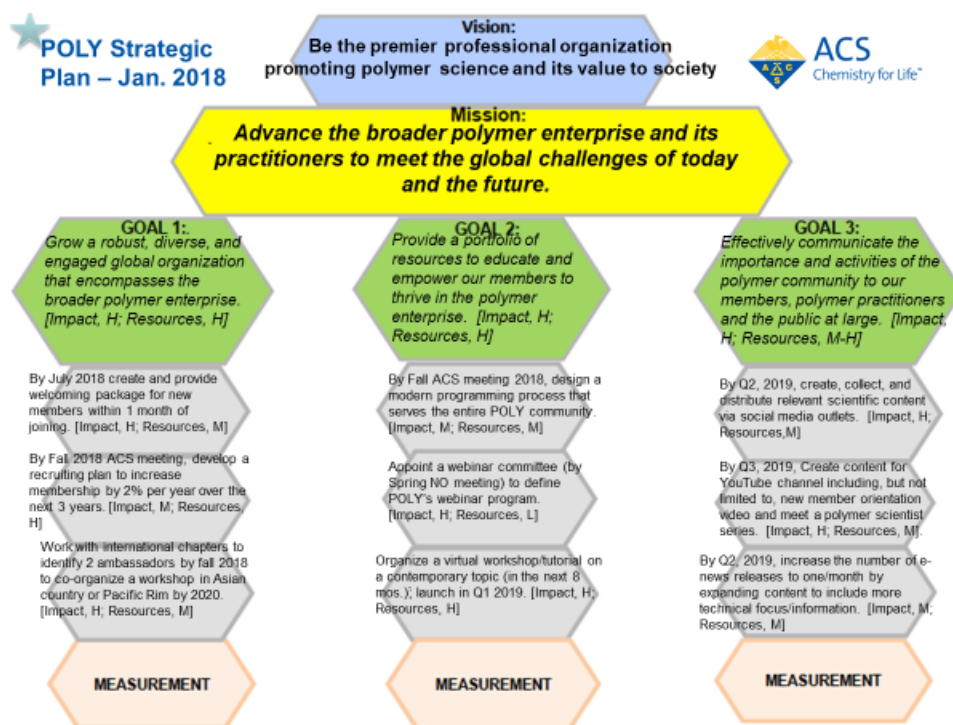 POLY Strategic
Plan – Jan. 2018
Vision:
Be the premier professional organization
promoting polymer science and its value to society
A C S
S
ACS
Chemistry for Life™
Mission:
Advance the broader polymer enterprise and its
practitioners to meet the global challenges of today
and the future.
GOAL 1:.
Grow a robust, diverse, and
engaged global organization
that encompasses the
broader polymer enterprise.
[Impact, H; Resources, H]
By July 2018 create and provide
welcoming package for new
members within 1 month of
joining. [Impact, H; Resources, M]
By Fall 2018 ACS meeting, develop a
recruiting plan to increase
membership by 2% per year over the
next 3 years. [Impact, M; Resources,
H]
Work with international chapters to
identify 2 ambassadors by fall 2018
to co-organize a workshop in Asian
country or Pacific Rim by 2020.
[Impact, H; Resources, M]
MEASUREMENT
GOAL 2:
Provide a portfolio of
resources to educate and
empower our members to
thrive in the polymer
enterprise. [Impact, H;
Resources, H]
By Fall ACS meeting 2018, design a
modern programming process that
serves the entire POLY community.
[Impact, M; Resources, M]
Appoint a webinar committee (by
Spring NO meeting) to define
POLY's webinar program.
[Impact, H; Resources, L]
Organize a virtual workshop/tutorial on
a contemporary topic (in the next 8
mos.); launch in Q1 2019. [Impact, H;
Resources, H]
MEASUREMENT
GOAL 3:
Effectively communicate the
importance and activities of the
polymer community to our
members, polymer practitioners
and the public at large. [Impact,
H; Resources, M-H]
By Q2, 2019, create, collect, and
distribute relevant scientific content
via social media outlets. [Impact, H;
Resources,M]
By Q3, 2019, Create content for
YouTube channel including, but not
limited to, new member orientation
video and meet a polymer scientist
series. [Impact, H; Resources, M].
By Q2, 2019, increase the number of e-
news releases to one/month by
expanding content to include more
technical focus/information. [Impact, M;
Resources, M]
MEASUREMENT